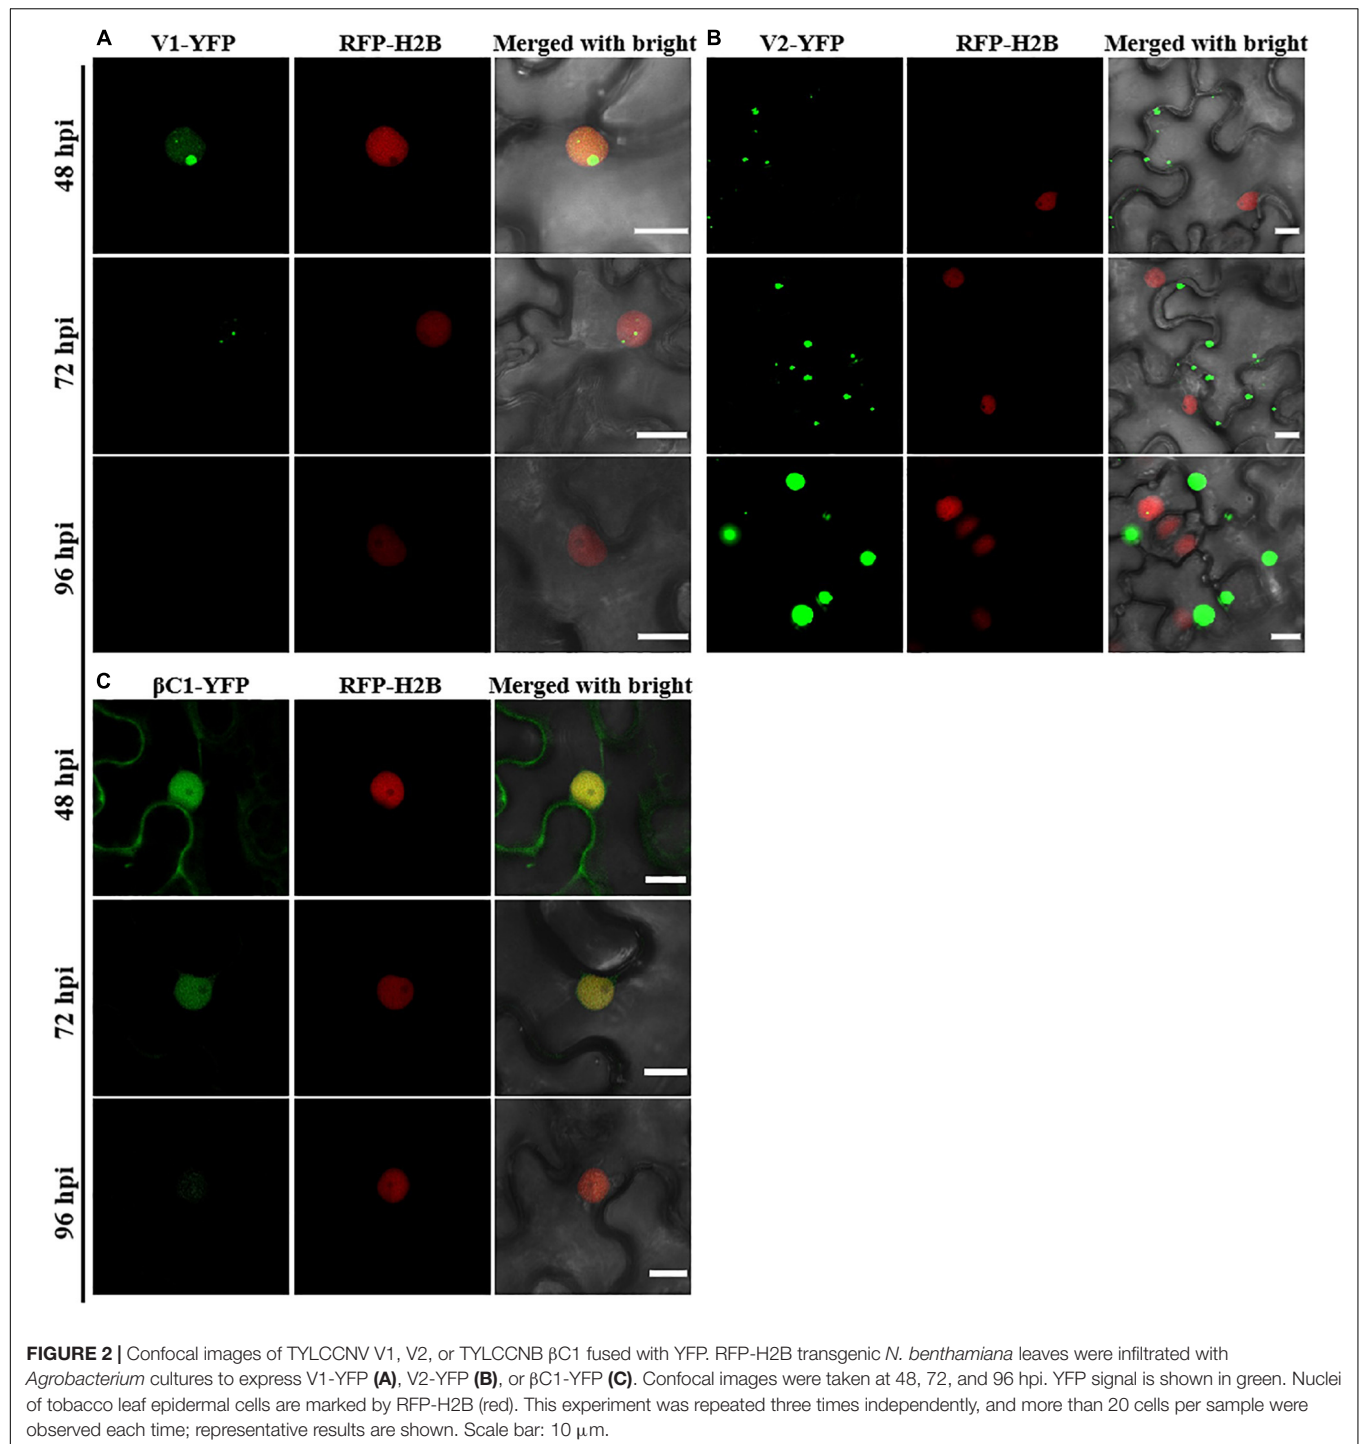 A
V1-YFP RFP-H2B Merged with bright
48 hpi
72 hpi
96 hpi
B
V2-YFP RFP-H2B Merged with bright
C
βC1-YFP RFP-H2B Merged with bright
48 hpi
72 hpi
96 hpi
FIGURE 2 | Confocal images of TYLCCNV V1, V2, or TYLCCNB βC1 fused with YFP. RFP-H2B transgenic N. benthamiana leaves were infiltrated with
Agrobacterium cultures to express V1-YFP (A), V2-YFP (B), or βC1-YFP (C). Confocal images were taken at 48, 72, and 96 hpi. YFP signal is shown in green. Nuclei
of tobacco leaf epidermal cells are marked by RFP-H2B (red). This experiment was repeated three times independently, and more than 20 cells per sample were
observed each time; representative results are shown. Scale bar: 10 μm.